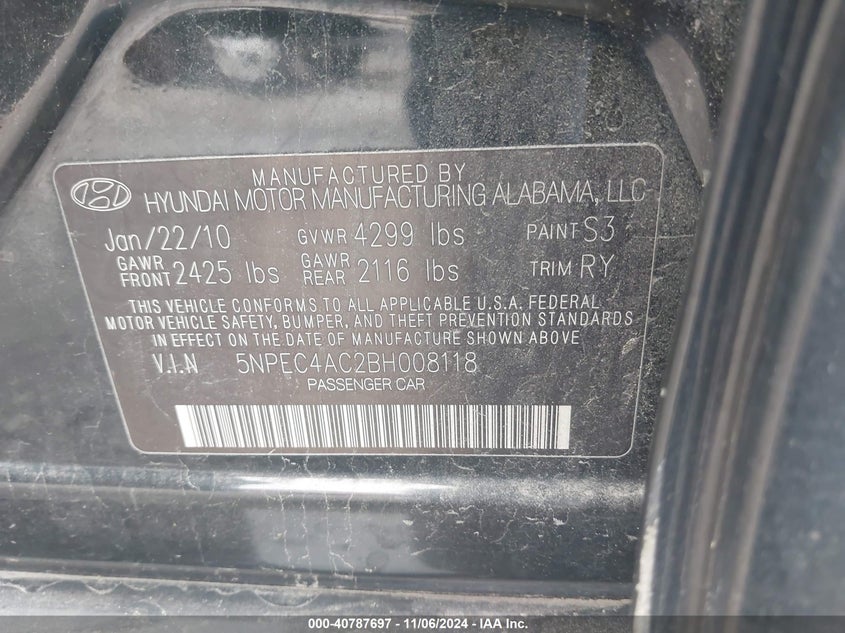 MANUFACTURED BY
HYUNDAI MOTOR MANUFACTURING ALABAMA, LLC
Jan/22/10 GVWR 4299 lbs PAINT S3
GAWR FRONT 2425 lbs GAWR REAR 2116 lbs TRIM RY
THIS VEHICLE CONFORMS TO ALL APPLICABLE U.S.A. FEDERAL
MOTOR VEHICLE SAFETY, BUMPER, AND THEFT PREVENTION STANDARDS
IN EFFECT ON THE DATE OF MANUFACTURE SHOWN ABOVE
V.I.N 5NPEC4AC2BH008118
PASSENGER CAR
000-40787697 - 11/06/2024 - © IAA Inc.